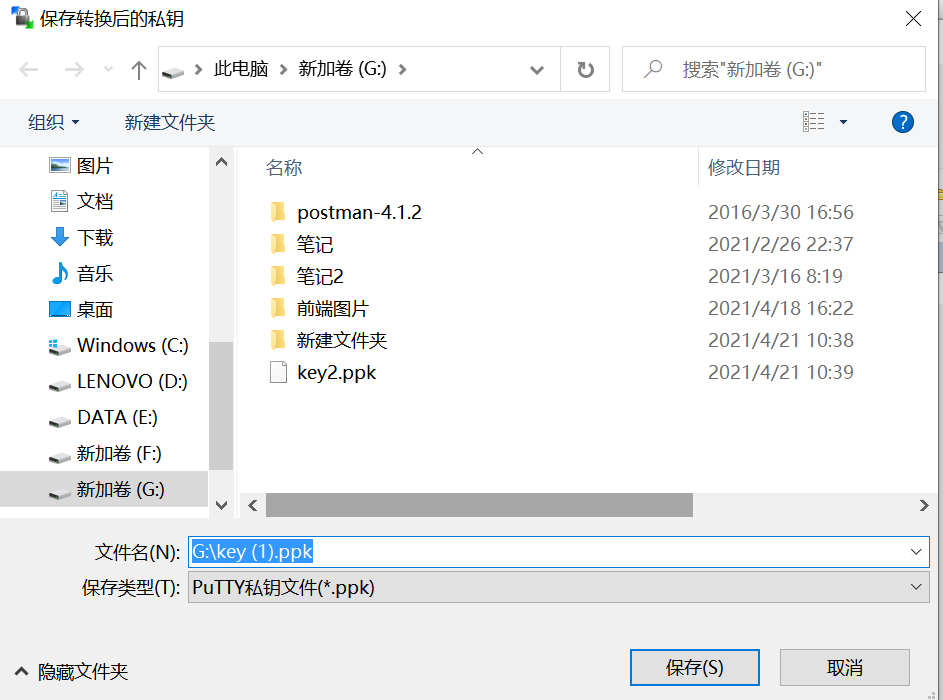 保存转换后的私钥
此电脑 新加卷 (G:)
搜索"新加卷 (G:)"
组织 新建文件夹
图片
文档
下载
音乐
桌面
Windows (C:)
LENOVO (D:)
DATA (E:)
新加卷 (F:)
新加卷 (G:)
名称 修改日期
postman-4.1.2 2016/3/30 16:56
笔记 2021/2/26 22:37
笔记2 2021/3/16 8:19
前端图片 2021/4/18 16:22
新建文件夹 2021/4/21 10:38
key2.ppk 2021/4/21 10:39
文件名(N): G:\key (1).ppk
保存类型(T): PuTTY私钥文件(*.ppk)
隐藏文件夹 保存(S) 取消